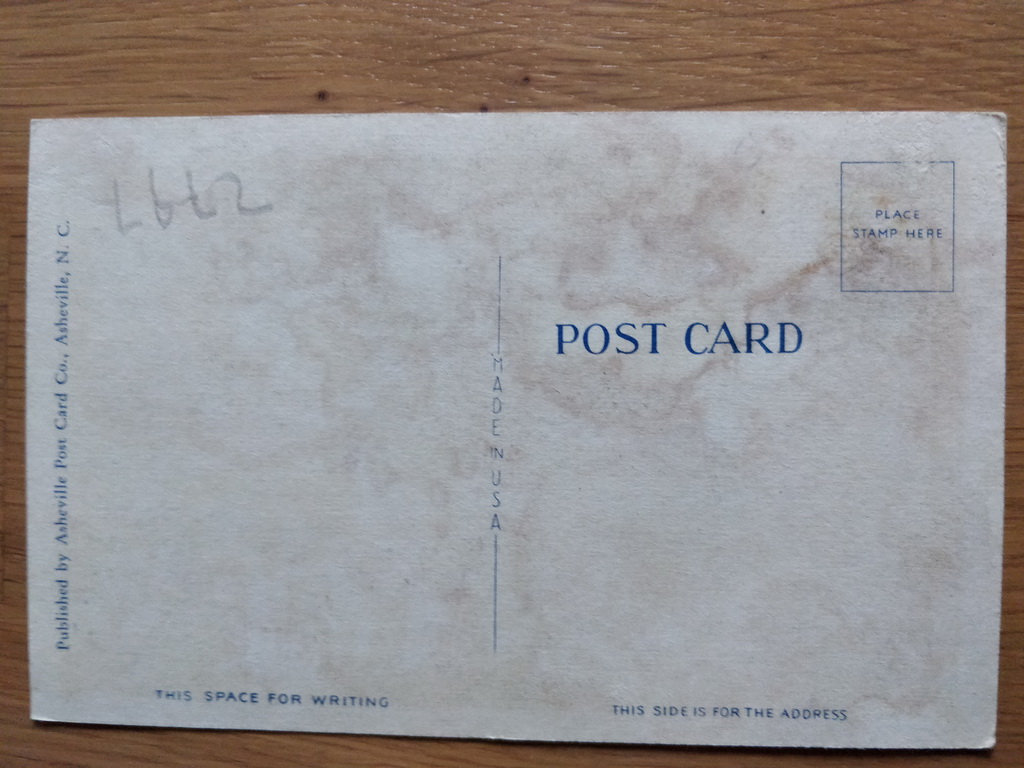 Published by Asheville Post Card Co., Asheville, N. C.
MADE IN USA
PLACE
STAMP HERE
POST CARD
THIS SPACE FOR WRITING
THIS SIDE IS FOR THE ADDRESS